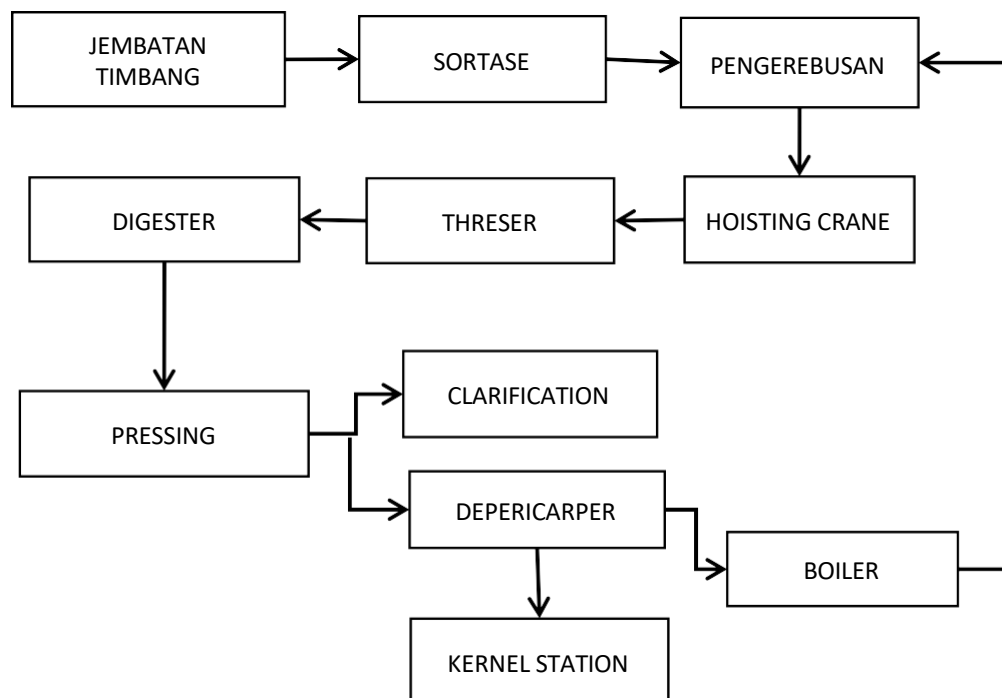 JEMBATAN
TIMBANG
SORTASE
PENGEREBUSAN
DIGESTER
THRESER
HOISTING CRANE
CLARIFICATION
PRESSING
DEPERICARPER
BOILER
KERNEL STATION